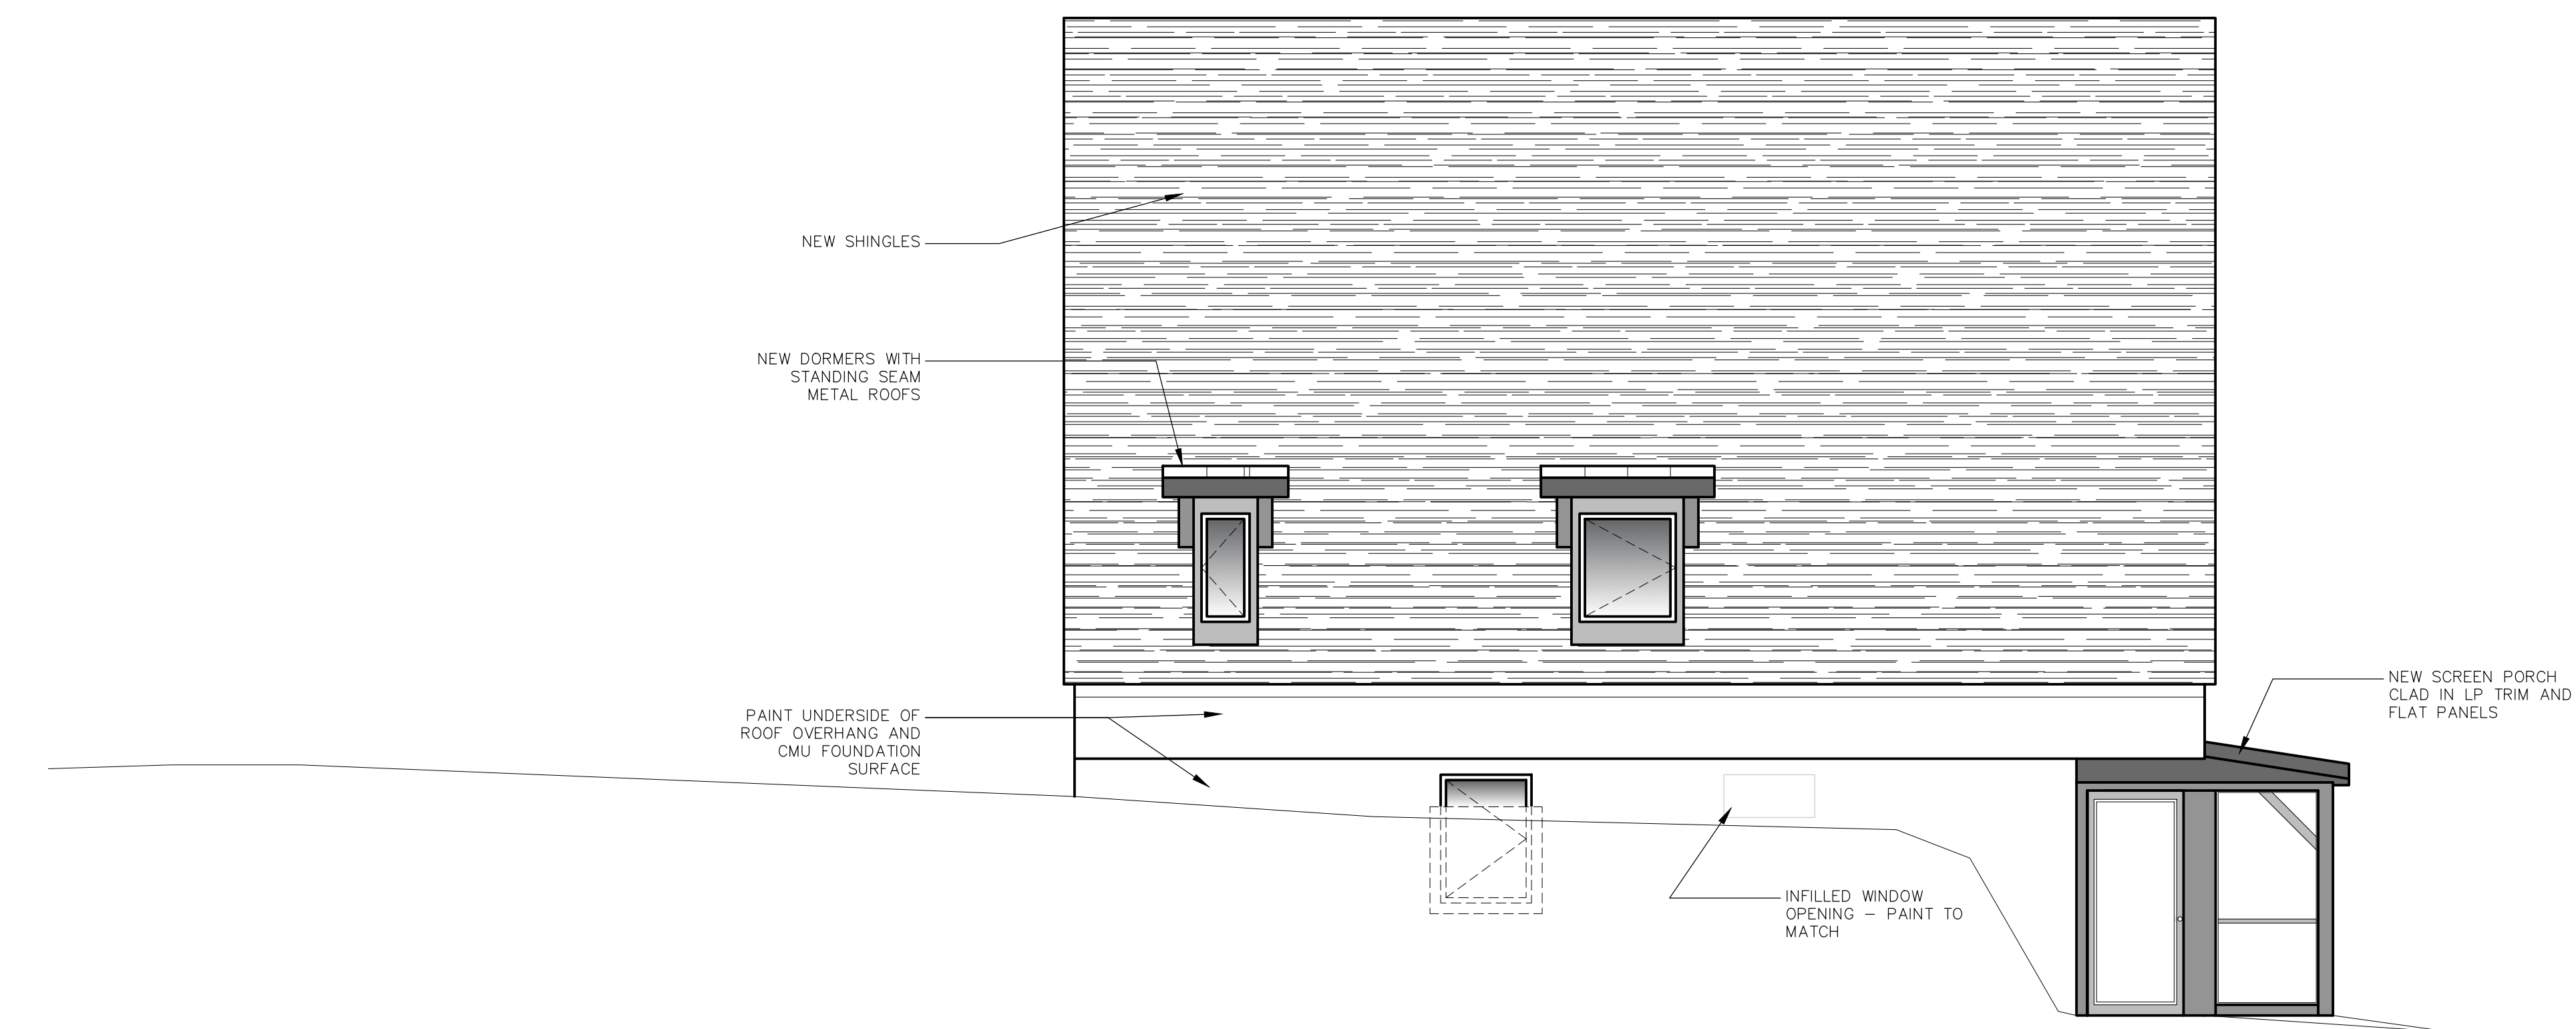 NEW SHINGLES
NEW DORMERS WITH
STANDING SEAM
METAL ROOFS
PAINT UNDERSIDE OF
ROOF OVERHANG AND
CMU FOUNDATION
SURFACE
NEW SCREEN PORCH
CLAD IN LP TRIM AND
FLAT PANELS
INFILLED WINDOW
OPENING – PAINT TO
MATCH